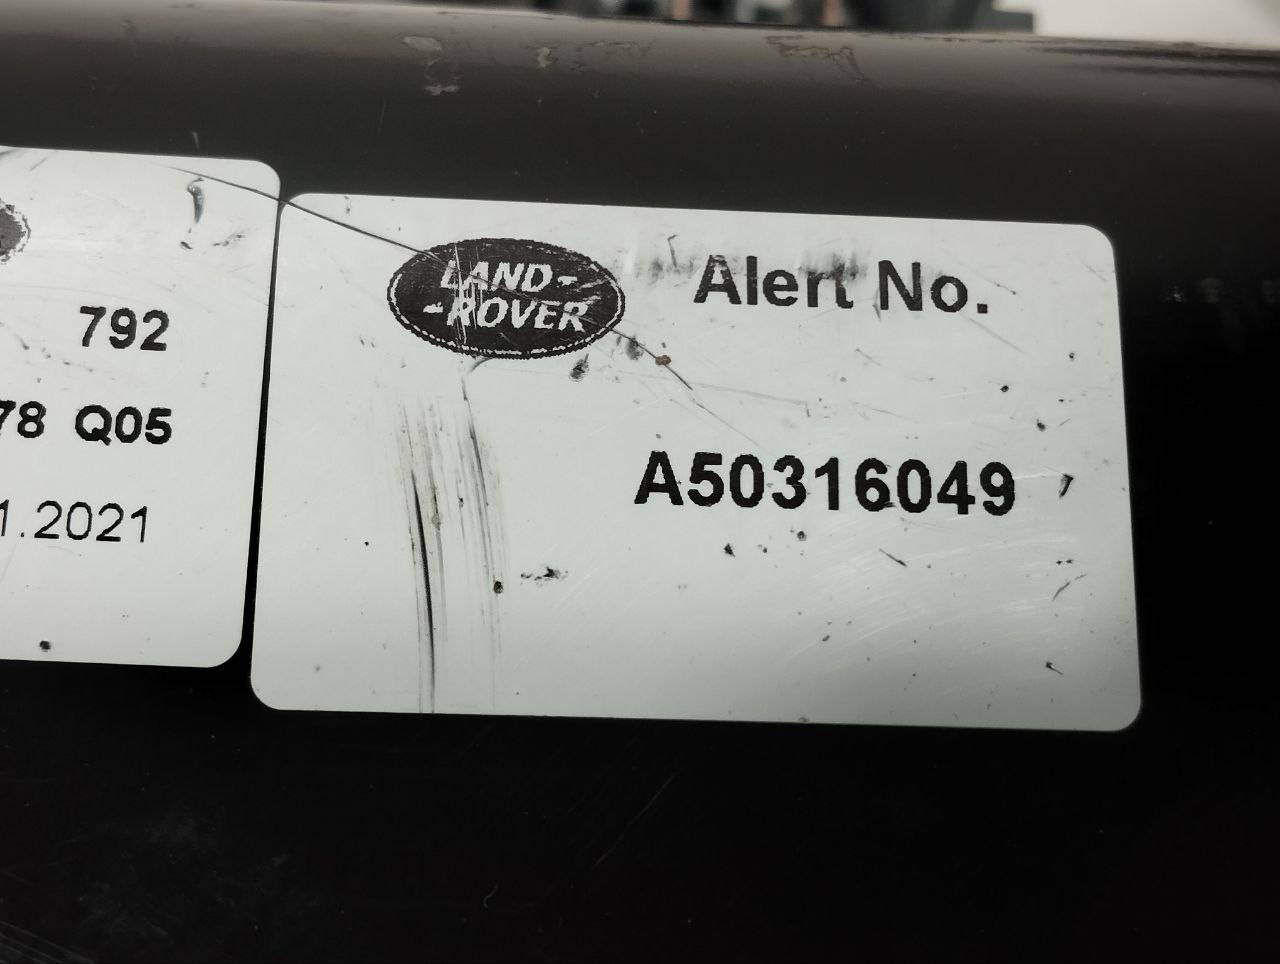 792
78 Q05
1.2021
LAND-
-ROVER
Alert No.
A50316049